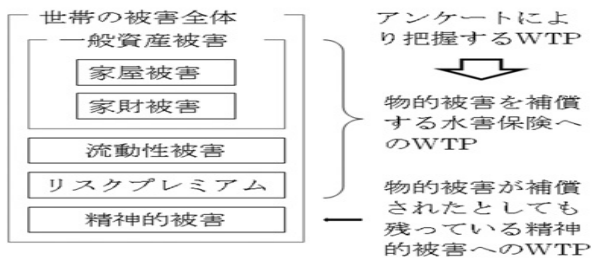 世帯の被害全体
一般資産被害
家屋被害
家財被害
流動性被害
リスクプレミアム
精神的被害
アンケートによ
り把握するWTP
物的被害を補償
する水害保険へ
のWTP
物的被害が補償
されたとしても
残っている精神
的被害へのWTP